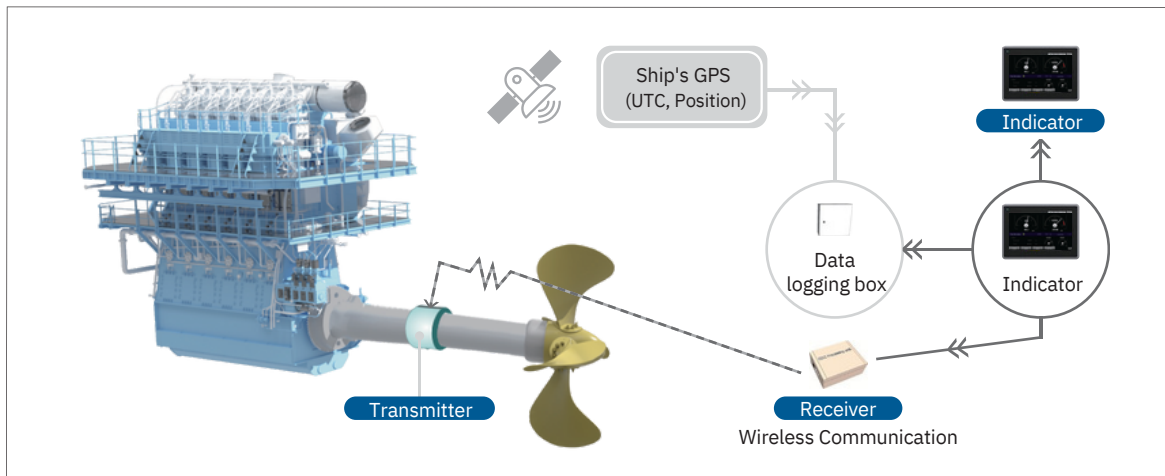 Ship's GPS
(UTC, Position)
Indicator
Data
logging box
Indicator
Transmitter
Receiver
Wireless Communication